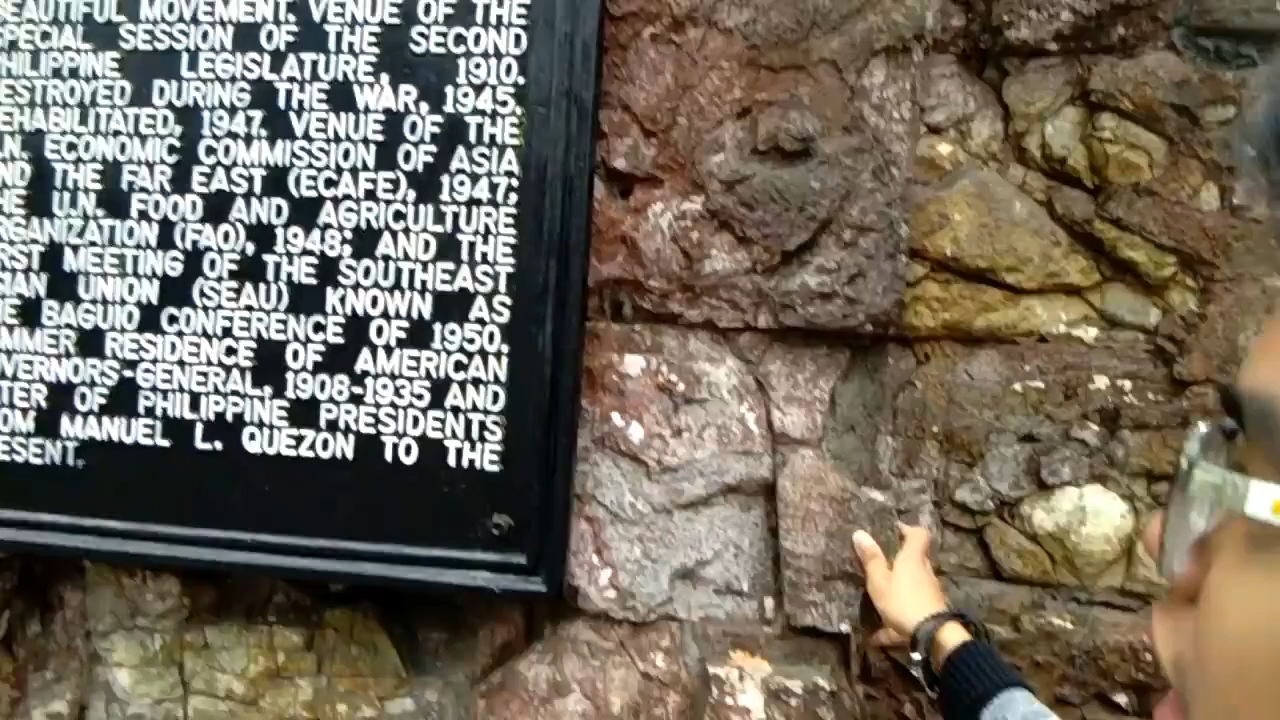 EAUTIFUL MOVEMENT. VENUE OF THE
PECIAL SESSION OF THE SECOND
HILIPPINE LEGISLATURE, 1910.
ESTROYED DURING THE WAR, 1945.
EHABILITATED, 1947. VENUE OF THE
.N. ECONOMIC COMMISSION OF ASIA
ND THE FAR EAST (ECAFE), 1947;
HE U.N. FOOD AND AGRICULTURE
RGANIZATION (FAO), 1948; AND THE
RST MEETING OF THE SOUTHEAST
IAN UNION (SEAU) KNOWN AS
E BAGUIO CONFERENCE OF 1950.
MMER RESIDENCE OF AMERICAN
VERNORS-GENERAL, 1908-1935 AND
TER OF PHILIPPINE PRESIDENTS
OM MANUEL L. QUEZON TO THE
ESENT.